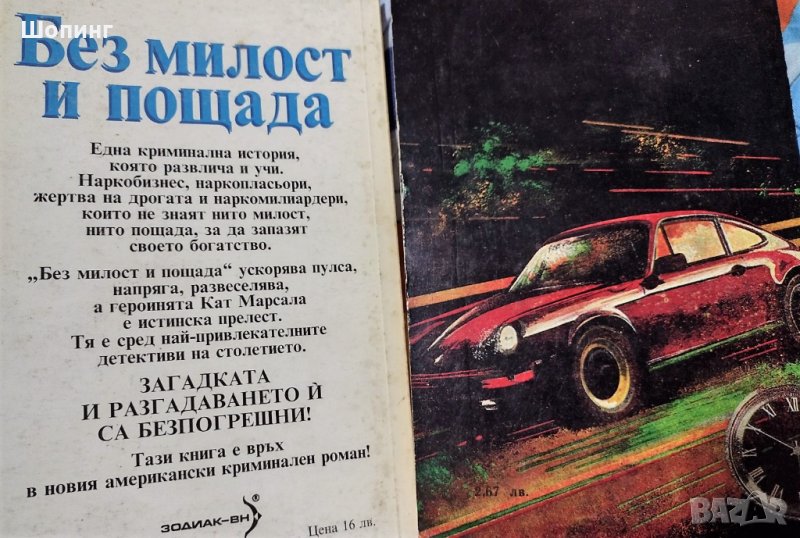 Шопинг
Без милост
и пощада
Една криминална история,
която развлича и учи.
Наркобизнес, наркопласьори,
жертва на дрогата и наркомилиардери,
които не знаят нито милост,
нито пощада, за да запазят
своето богатство.
„Без милост и пощада“ ускорява пулса,
напряга, развеселява,
а героинята Кат Марсала
е истинска прелест.
Тя е сред най-привлекателните
детективи на столетието.
ЗАГАДКАТА
И РАЗГАДАВАНЕТО Ѝ
СА БЕЗПОГРЕШНИ!
Тази книга е връх
в новия американски криминален роман!
ЗОДИАК–ВН®
Цена 16 лв.
2,67 лв.
XII
BAZAR